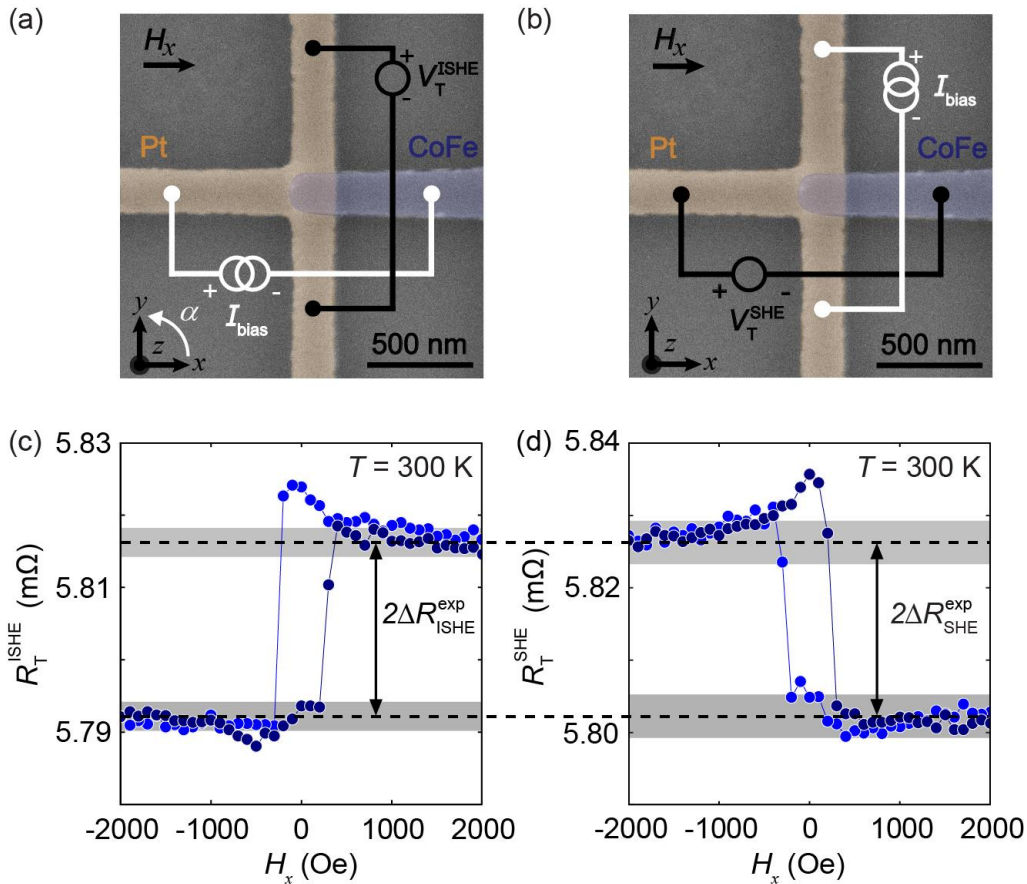 (a)
H_x
+
V_T^ISHE
-
Pt
CoFe
+
-
I_bias
y
α
z
x
500 nm
(b)
H_x
+
I_bias
-
Pt
CoFe
+
-
V_T^SHE
y
z
x
500 nm
(c)
5.83
5.81
5.79
R_T^ISHE (mΩ)
T = 300 K
2ΔR_ISHE^exp
-2000
-1000
0
1000
2000
H_x (Oe)
(d)
5.84
5.82
5.80
R_T^SHE (mΩ)
T = 300 K
2ΔR_SHE^exp
-2000
-1000
0
1000
2000
H_x (Oe)